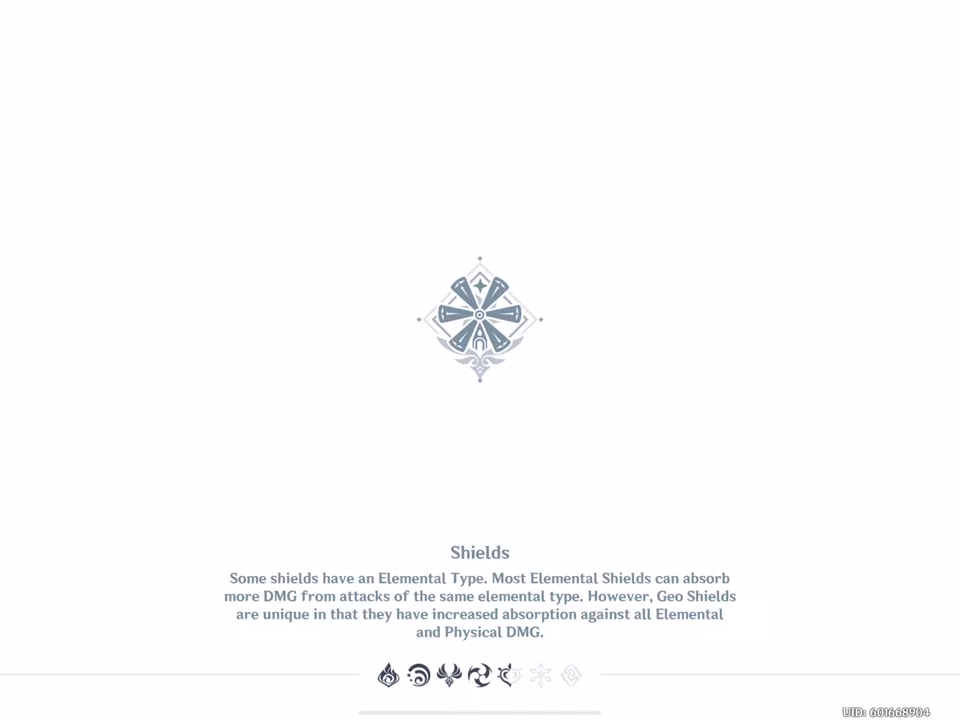 Shields
Some shields have an Elemental Type. Most Elemental Shields can absorb
more DMG from attacks of the same elemental type. However, Geo Shields
are unique in that they have increased absorption against all Elemental
and Physical DMG.
UID: 601668904